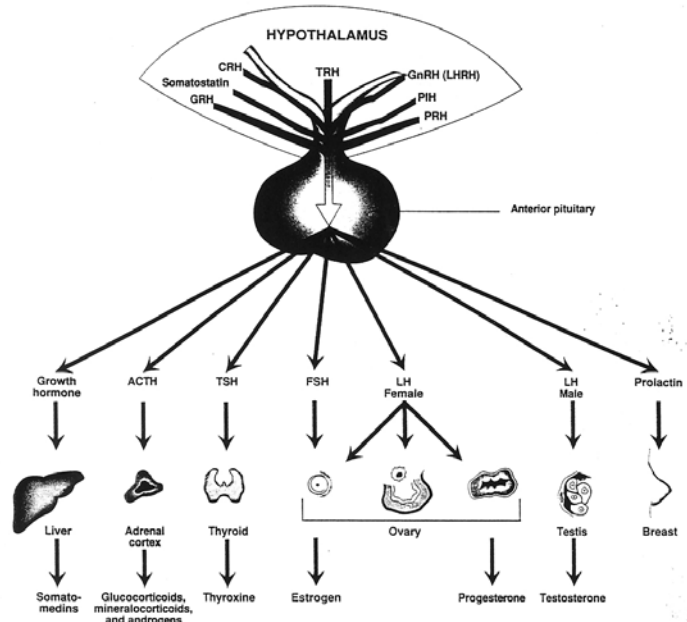 HYPOTHALAMUS
CRH
TRH
GnRH (LHRH)
Somatostatin
GRH
PIH
PRH
Anterior pituitary
Growth hormone
ACTH
TSH
FSH
LH Female
LH Male
Prolactin
Liver
Adrenal cortex
Thyroid
Ovary
Testis
Breast
Somato-
medins
Glucocorticoids,
mineralocorticoids,
and androgens
Thyroxine
Estrogen
Progesterone
Testosterone